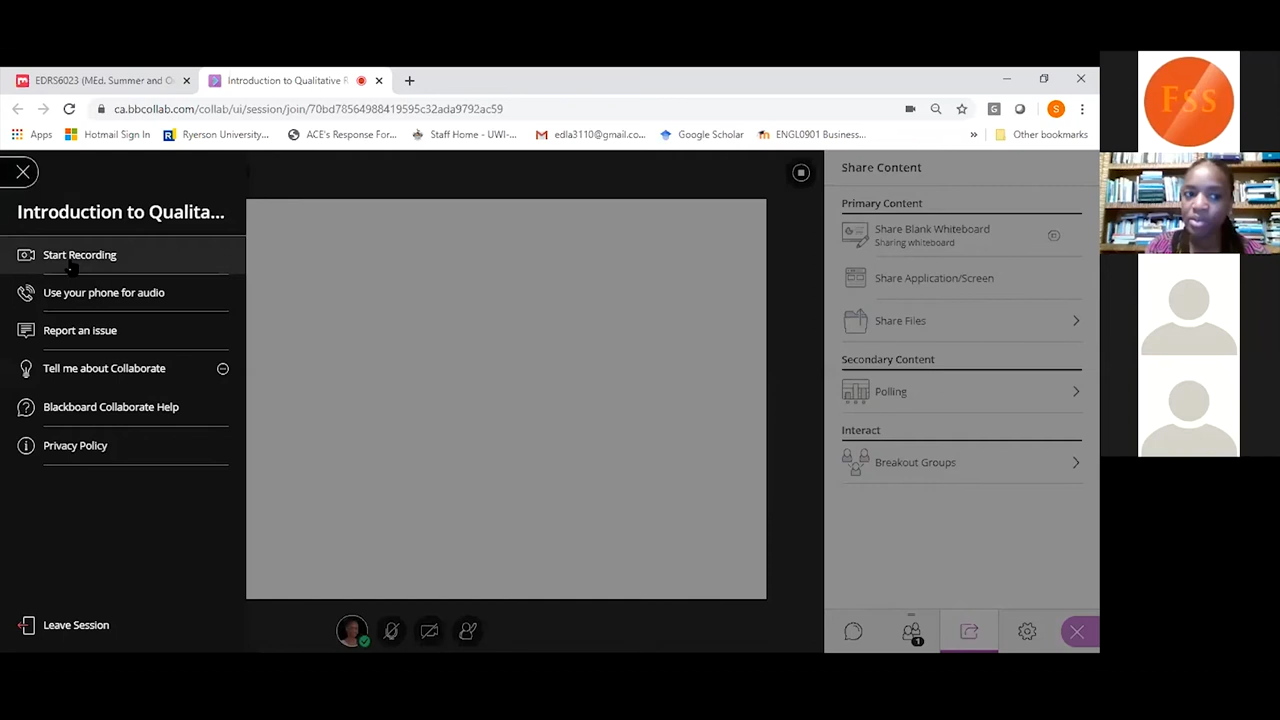 EDRS6023 (MEd. Summer and O
Introduction to Qualitative R
ca.bbcollab.com/collab/ui/session/join/70bd78564988419595c32ada9792ac59
S
Apps
Hotmail Sign In
Ryerson University...
ACE's Response For...
Staff Home - UWI-...
edla3110@gmail.co...
Google Scholar
ENGL0901 Business...
»
Other bookmarks
Introduction to Qualita...
Start Recording
Use your phone for audio
Report an issue
Tell me about Collaborate
Blackboard Collaborate Help
Privacy Policy
Leave Session
Share Content
Primary Content
Share Blank Whiteboard
Sharing whiteboard
Share Application/Screen
Share Files
Secondary Content
Polling
Interact
Breakout Groups
1
FSS